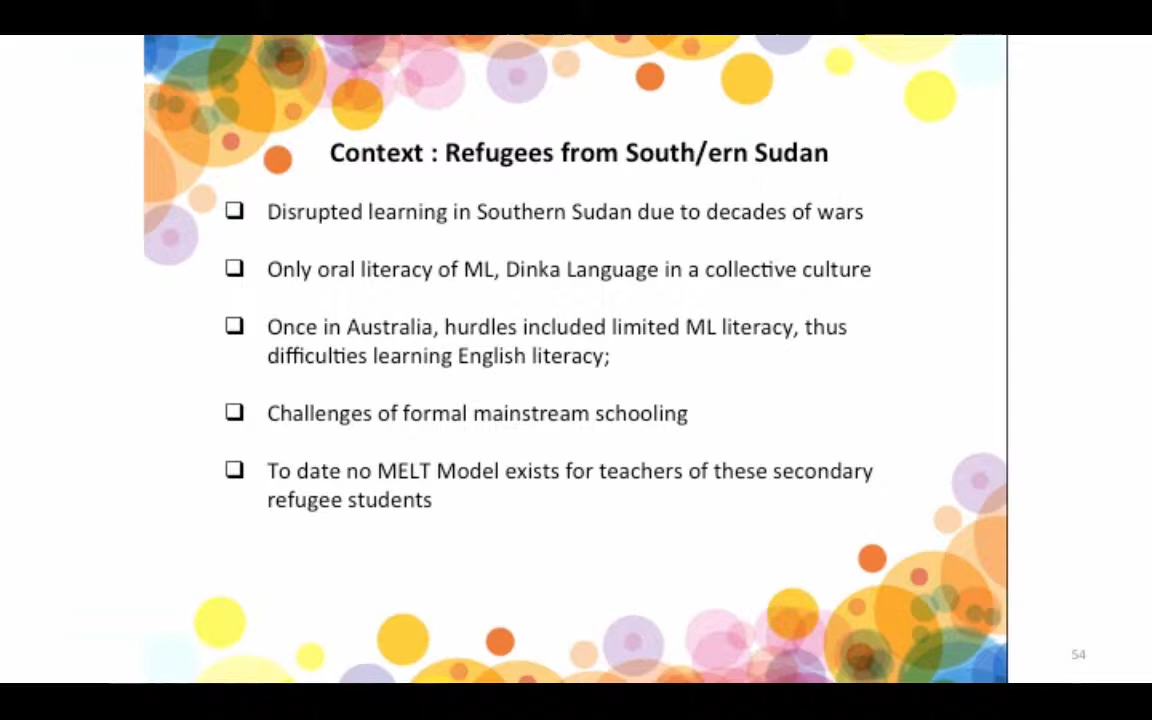 Context : Refugees from South/ern Sudan
❑ Disrupted learning in Southern Sudan due to decades of wars
❑ Only oral literacy of ML, Dinka Language in a collective culture
❑ Once in Australia, hurdles included limited ML literacy, thus
difficulties learning English literacy;
❑ Challenges of formal mainstream schooling
❑ To date no MELT Model exists for teachers of these secondary
refugee students
54